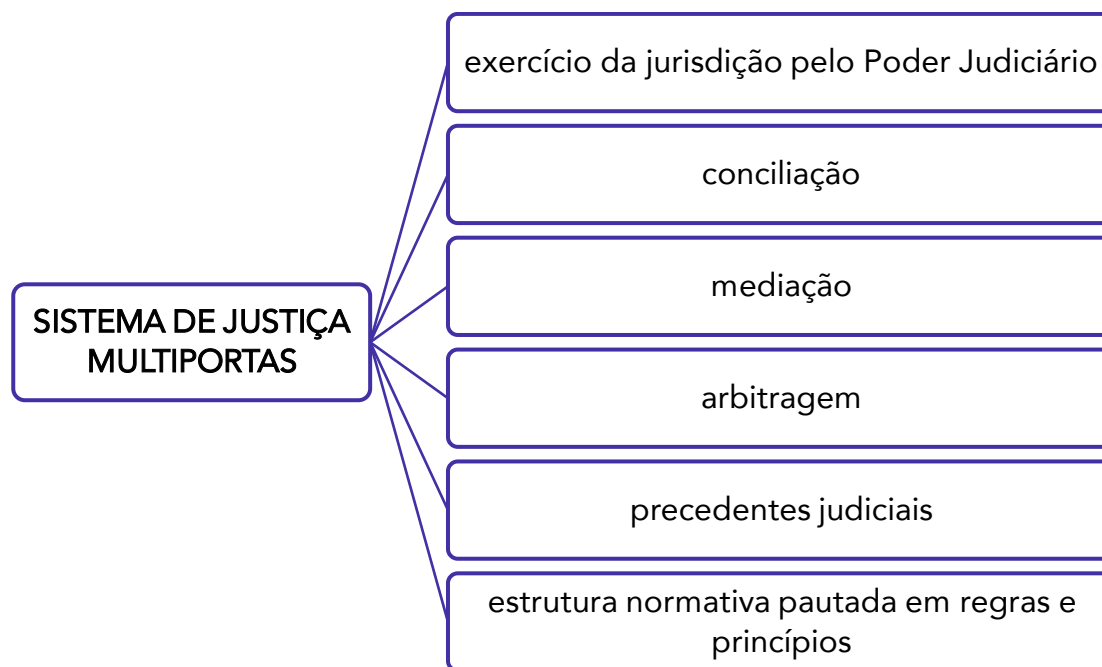 exercício da jurisdição pelo Poder Judiciário
conciliação
mediação
SISTEMA DE JUSTIÇA
MULTIPORTAS
arbitragem
precedentes judiciais
estrutura normativa pautada em regras e
princípios